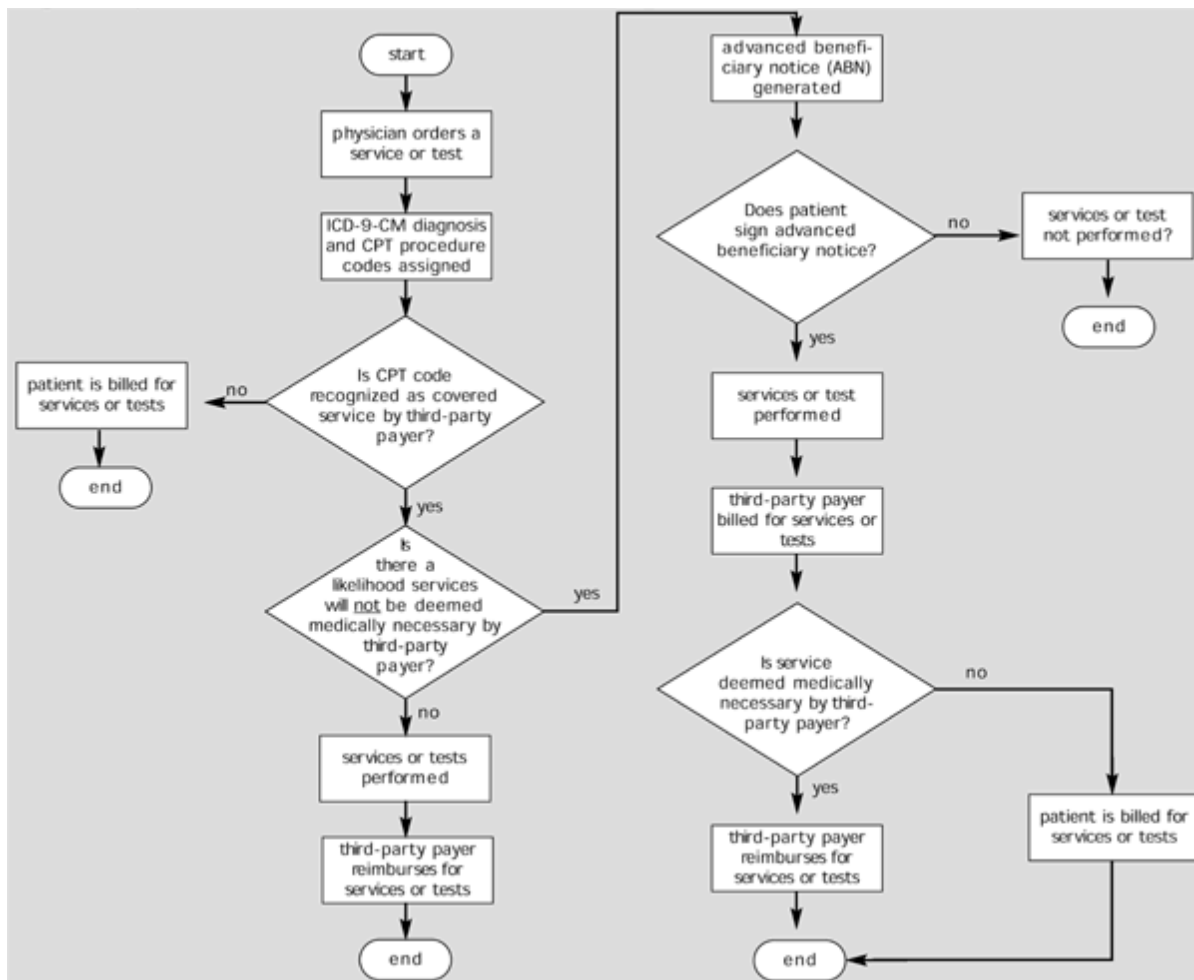 start
physician orders a
service or test
ICD-9-CM diagnosis
and CPT procedure
codes assigned
Is CPT code
recognized as covered
service by third-party
payer?
no
patient is billed for
services or tests
end
yes
Is
there a
likelihood services
will not be deemed
medically necessary by
third-party
payer?
yes
no
services or tests
performed
third-party payer
reimburses for
services or tests
end
advanced benefi-
ciary notice (ABN)
generated
Does patient
sign advanced
beneficiary notice?
no
services or test
not performed?
end
yes
services or test
performed
third-party payer
billed for services or
tests
Is service
deemed medically
necessary by third-
party payer?
no
patient is billed for
services or tests
yes
third-party payer
reimburses for
services or tests
end